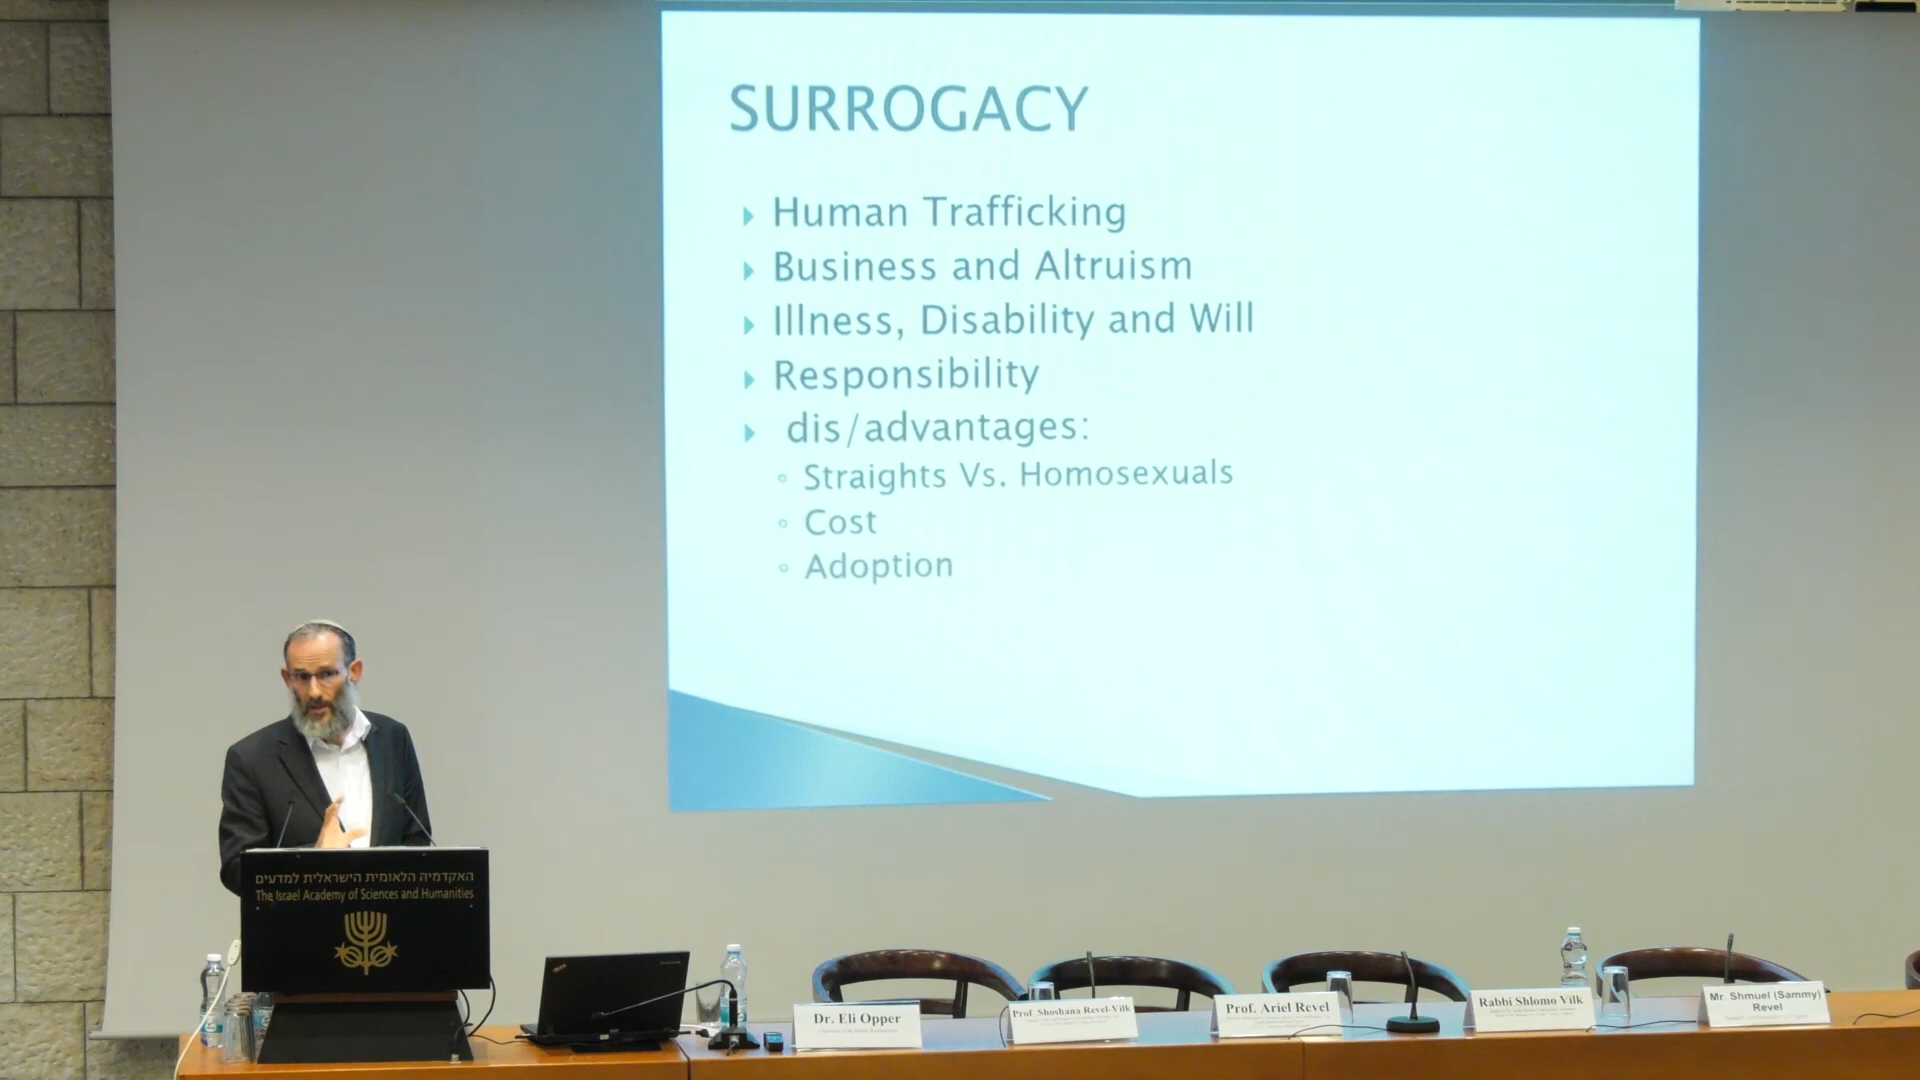 SURROGACY
Human Trafficking
Business and Altruism
Illness, Disability and Will
Responsibility
dis/advantages:
Straights Vs. Homosexuals
Cost
Adoption
האקדמיה הלאומית הישראלית למדעים
The Israel Academy of Sciences and Humanities
Dr. Eli Opper
Prof Shoshana Revel-Vilk
Prof. Ariel Revel
Rabbi Shlomo Vilk
Mr. Shmuel (Sammy)
Revel